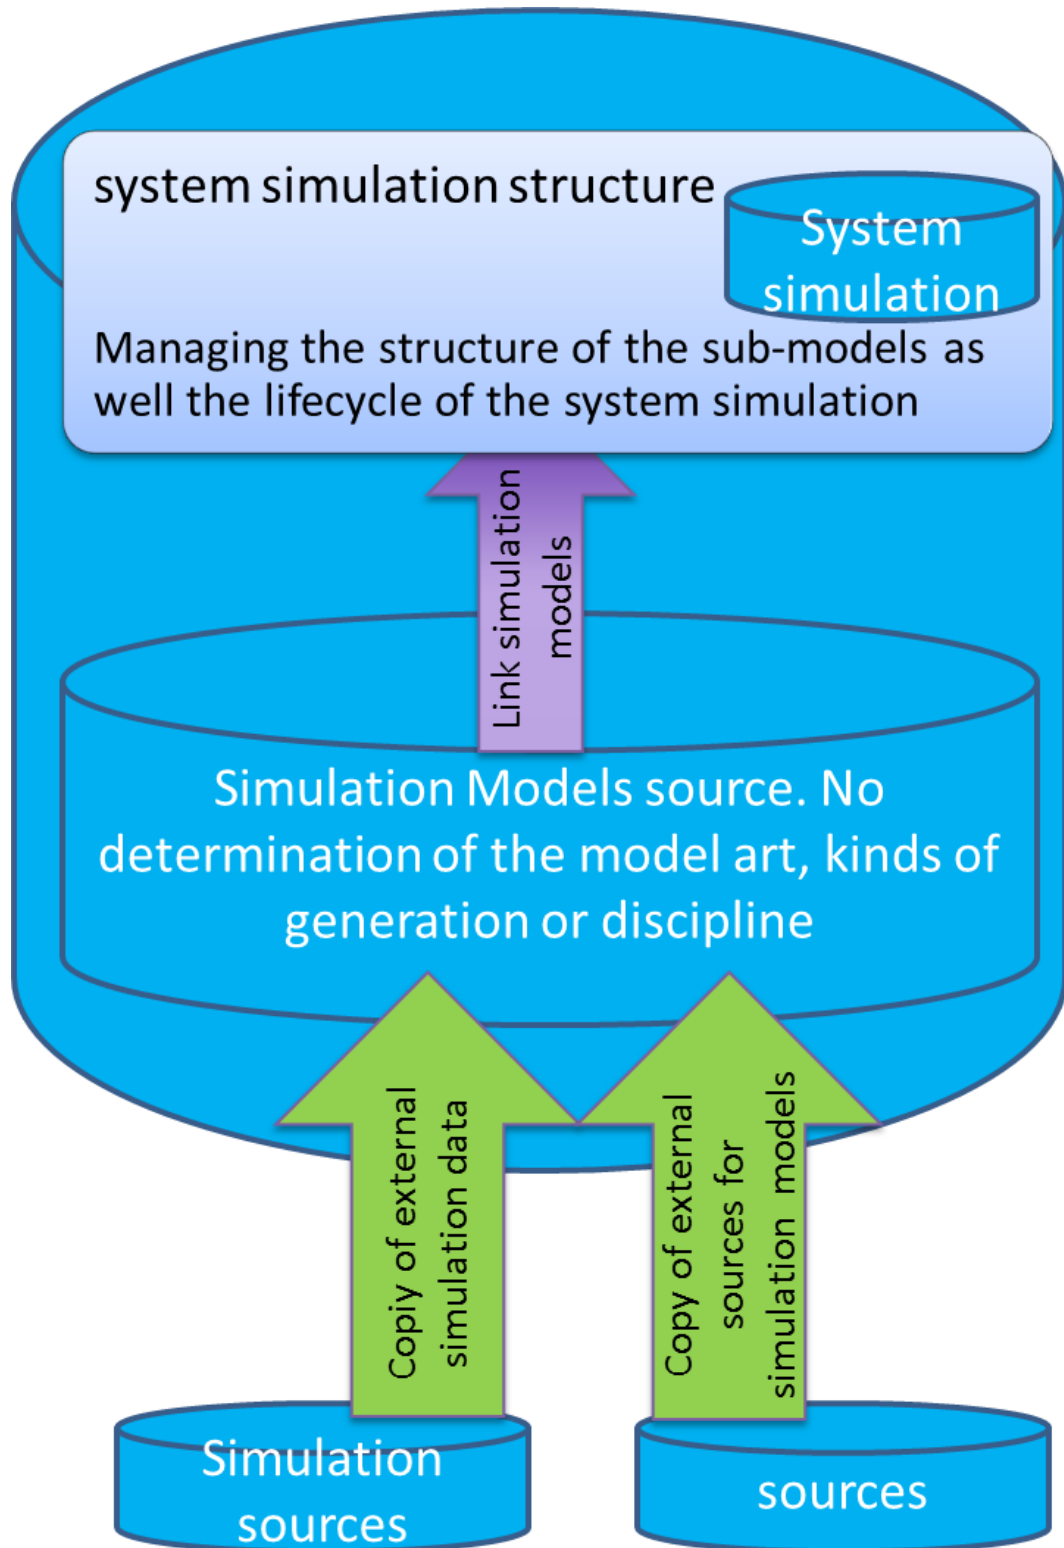 system simulation structure
System
simulation
Managing the structure of the sub-models as
well the lifecycle of the system simulation
Link simulation
models
Simulation Models source. No
determination of the model art, kinds of
generation or discipline
Copiy of external
simulation data
Copy of external
sources for
simulation models
Simulation
sources
sources